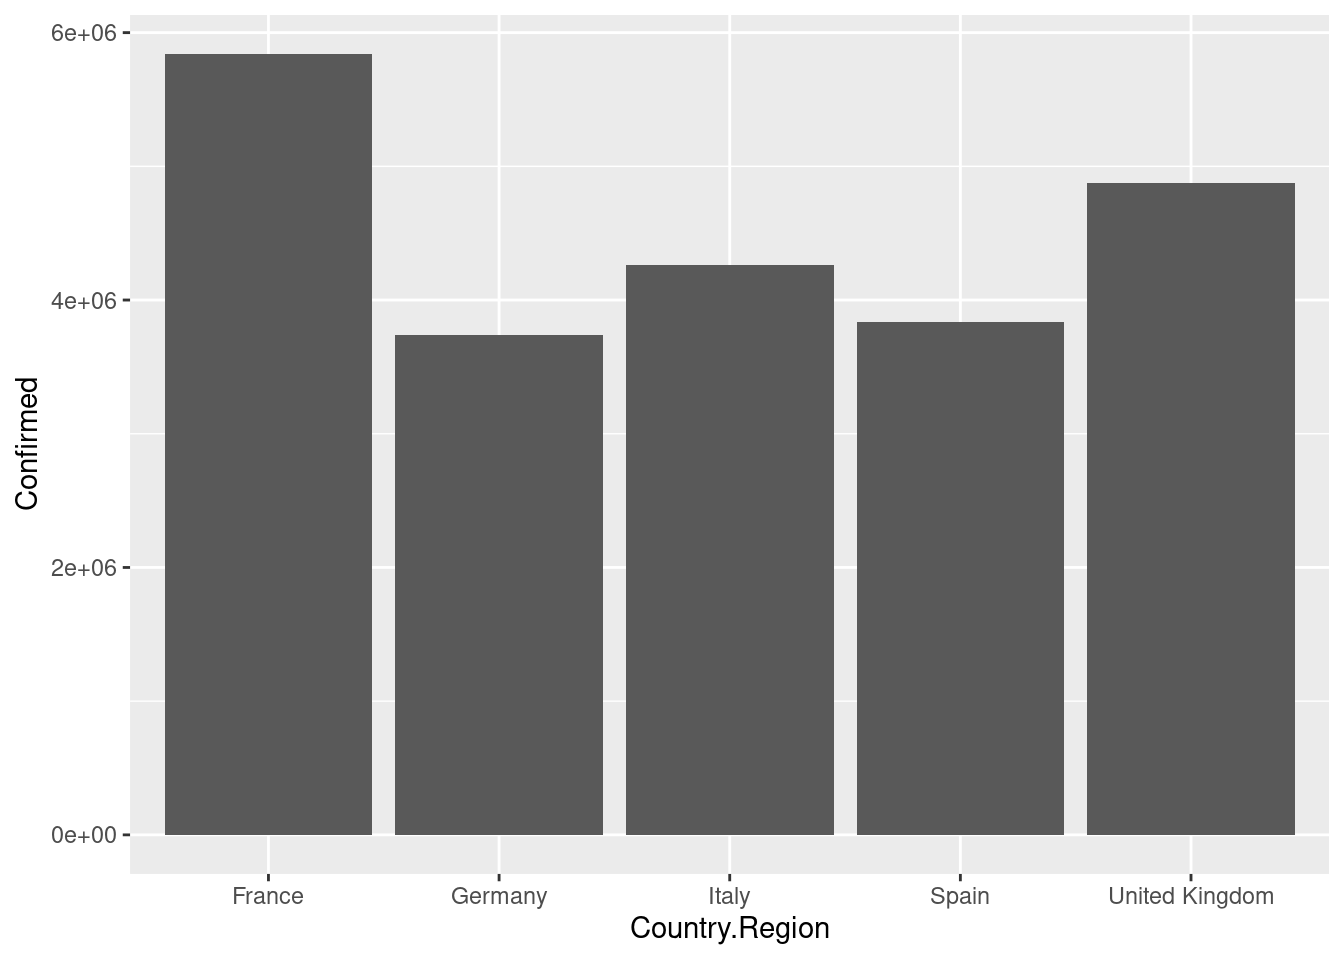 6e+06
4e+06
2e+06
0e+00
Confirmed
France Germany Italy Spain United Kingdom
Country.Region